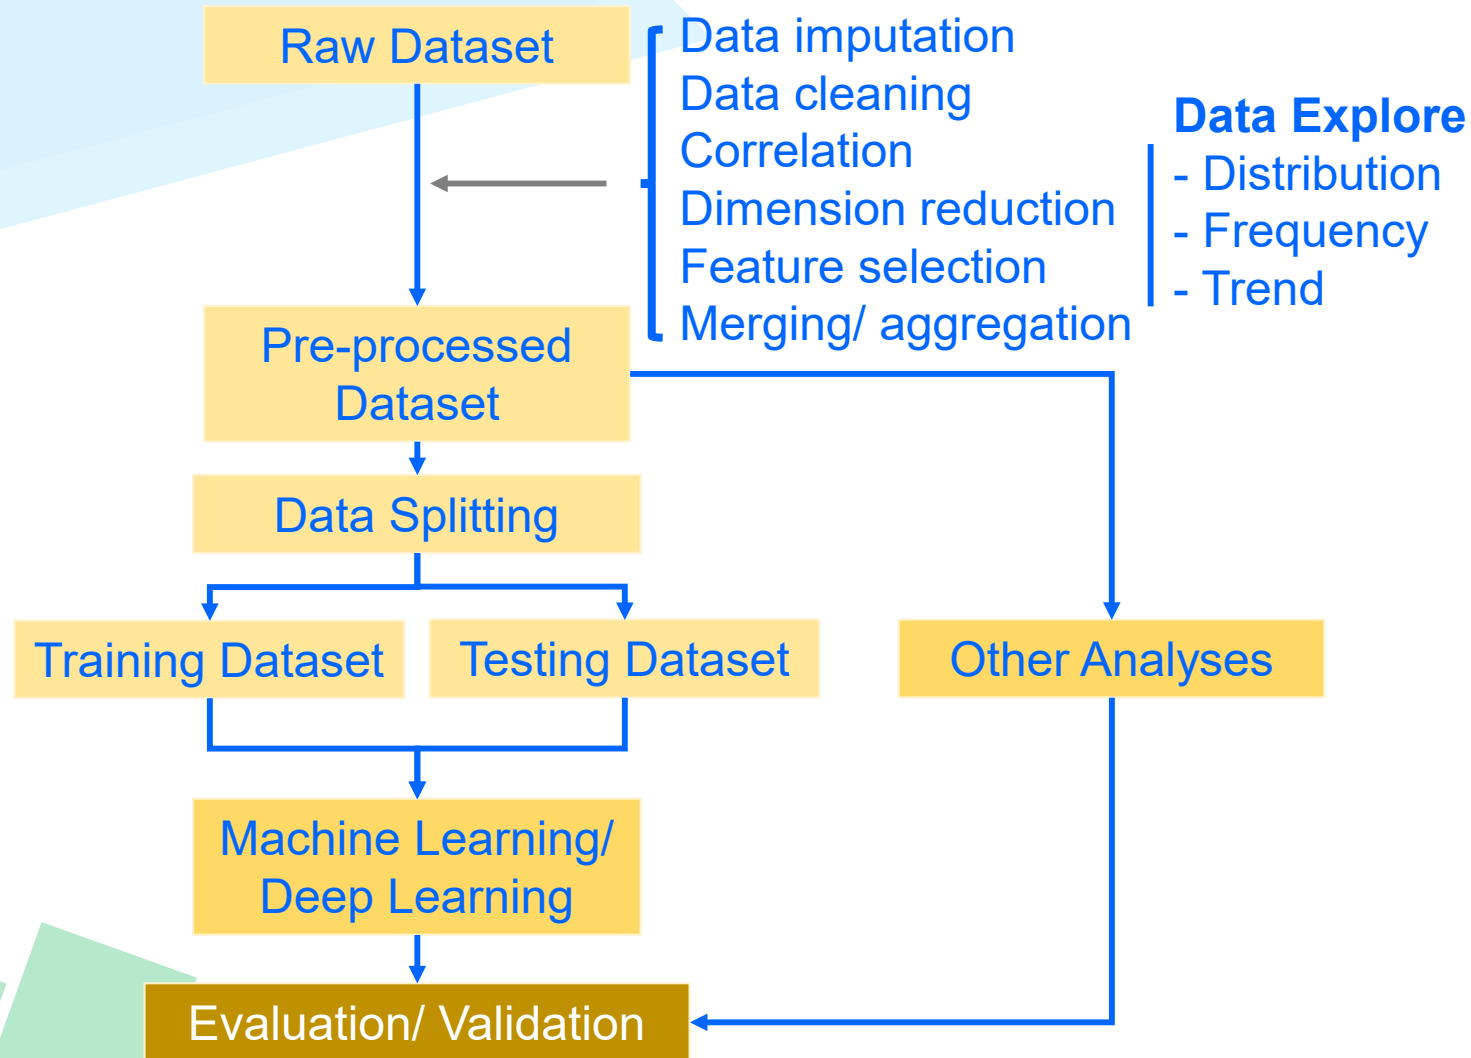 Raw Dataset
Data imputation
Data cleaning
Correlation
Dimension reduction
Feature selection
Merging/ aggregation
Data Explore
- Distribution
- Frequency
- Trend
Pre-processed
Dataset
Data Splitting
Training Dataset
Testing Dataset
Other Analyses
Machine Learning/
Deep Learning
Evaluation/ Validation